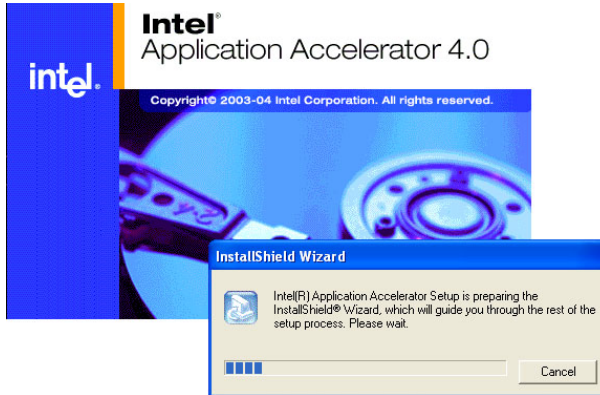 Intel®
Application Accelerator 4.0
intel.
Copyright© 2003-04 Intel Corporation. All rights reserved.
2-4
InstallShield Wizard
Intel(R) Application Accelerator Setup is preparing the
InstallShield® Wizard, which will guide you through the rest of the
setup process. Please wait.
Cancel